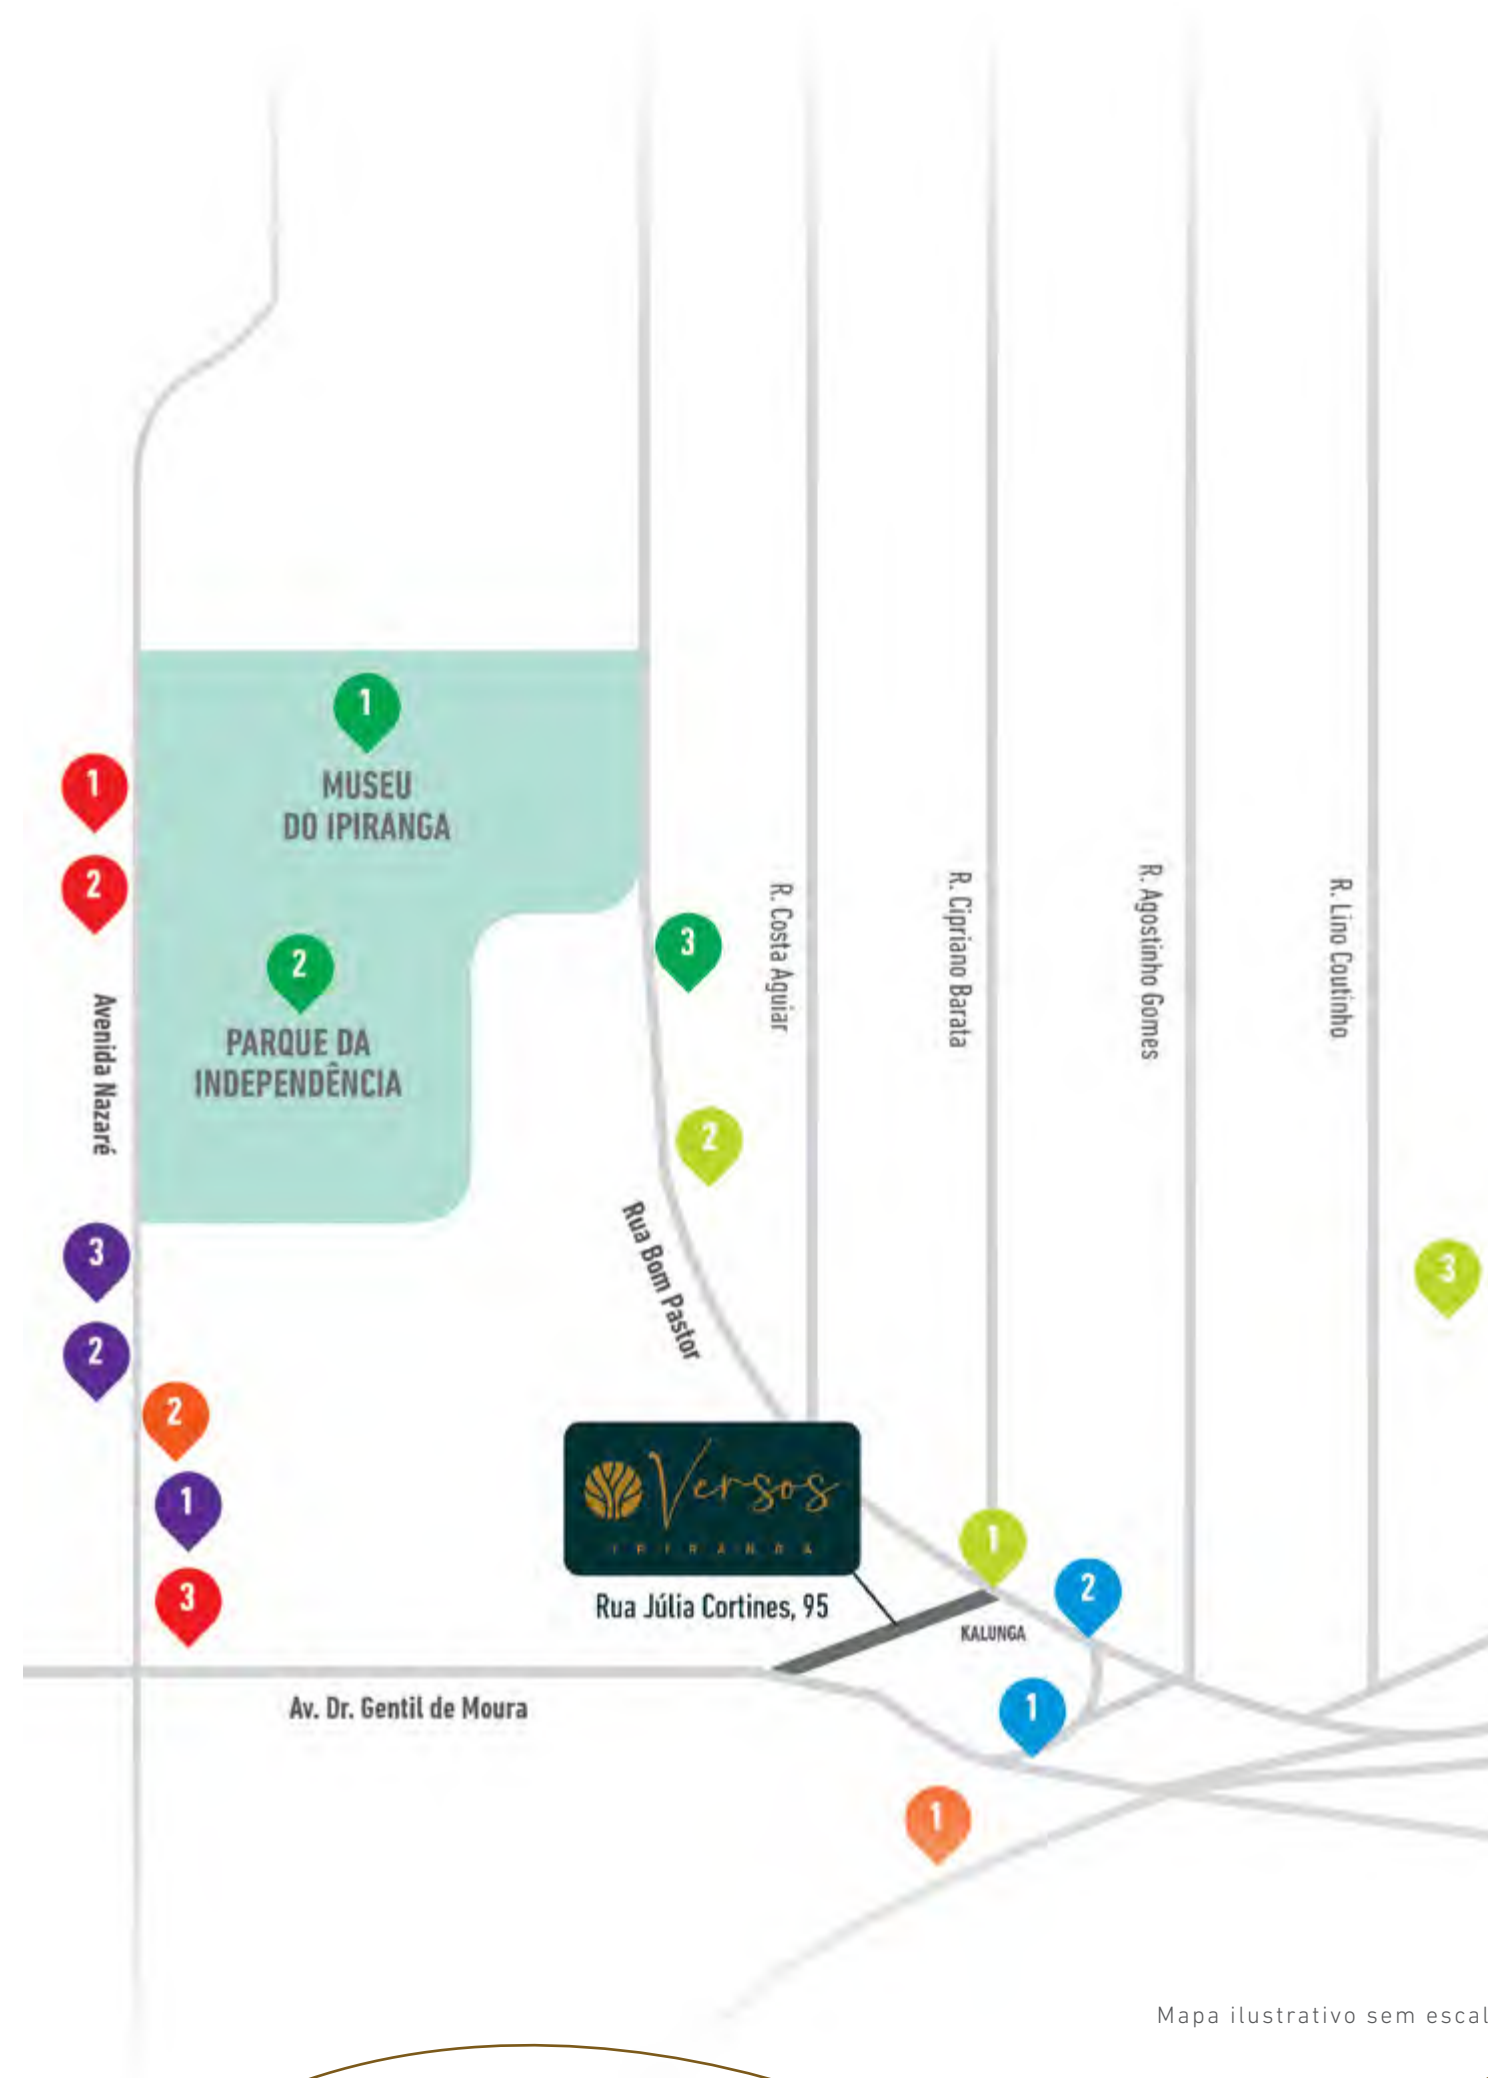 1
MUSEU
DO IPIRANGA
1
2
2
PARQUE DA
INDEPENDÊNCIA
3
R. Costa Aguiar
R. Cipriano Barata
R. Agostinho Gomes
R. Lino Coutinho
Avenida Nazaré
2
Rua Bom Pastor
3
3
2
2
1
3
Versos
IPIRANGA
Rua Júlia Cortines, 95
1
2
KALUNGA
1
Av. Dr. Gentil de Moura
1
Mapa ilustrativo sem escal